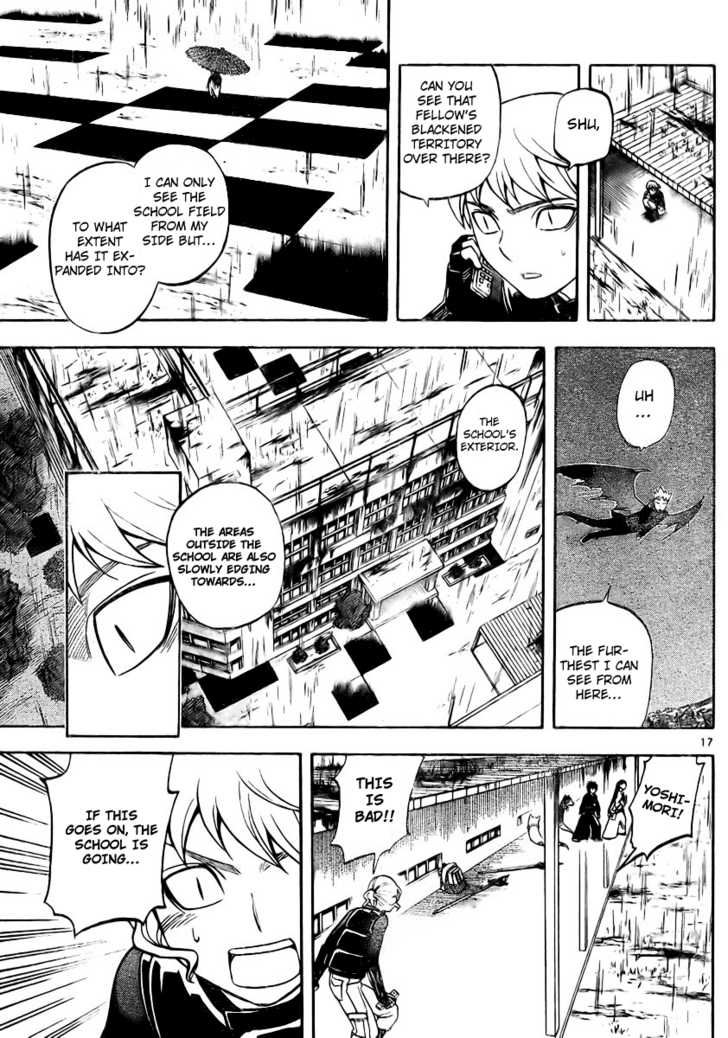 SHU,
CAN YOU
SEE THAT
FELLOW'S
BLACKENED
TERRITORY
OVER THERE?
I CAN ONLY
SEE THE
SCHOOL FIELD
FROM MY
SIDE BUT...
TO WHAT
EXTENT
HAS IT EX-
PANDED INTO?
UH
...
THE FUR-
THEST I CAN
SEE FROM
HERE...
THE
SCHOOL'S
EXTERIOR.
THE AREAS
OUTSIDE THE
SCHOOL ARE ALSO
SLOWLY EDGING
TOWARDS...
17
YOSHI-
MORI!
THIS
IS
BAD!!
IF THIS
GOES ON, THE
SCHOOL IS
GOING...